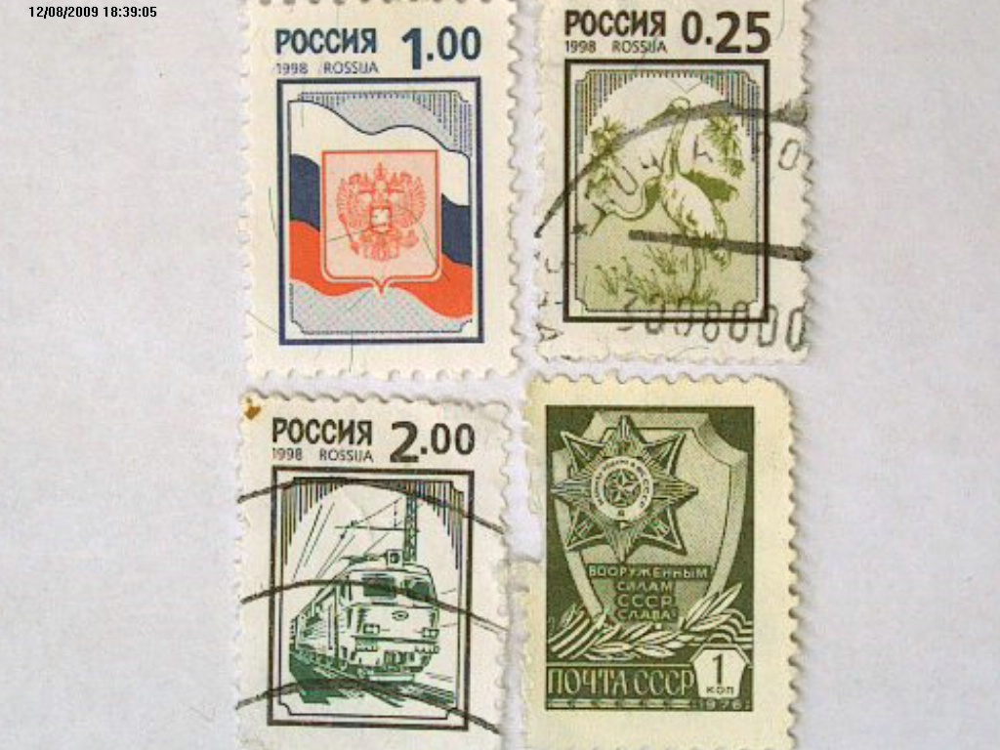 12/08/2009 18:39:05
РОССИЯ 1.00
1998 ROSSIJA
РОССИЯ 0.25
1998 ROSSIJA
РОССИЯ 2.00
1998 ROSSIJA
ВООРУЖЕННЫМ
СИЛАМ
СССР
СЛАВА!
ПОЧТА СССР
1
КОП
1976